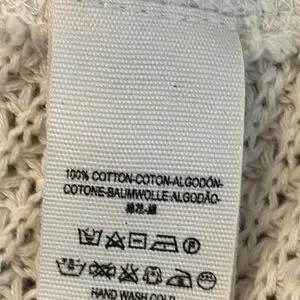 100% COTTON-COTON-ALGODÓN-
COTONE-BAUMWOLLE ALGODÃO-
HAND WASH COLD